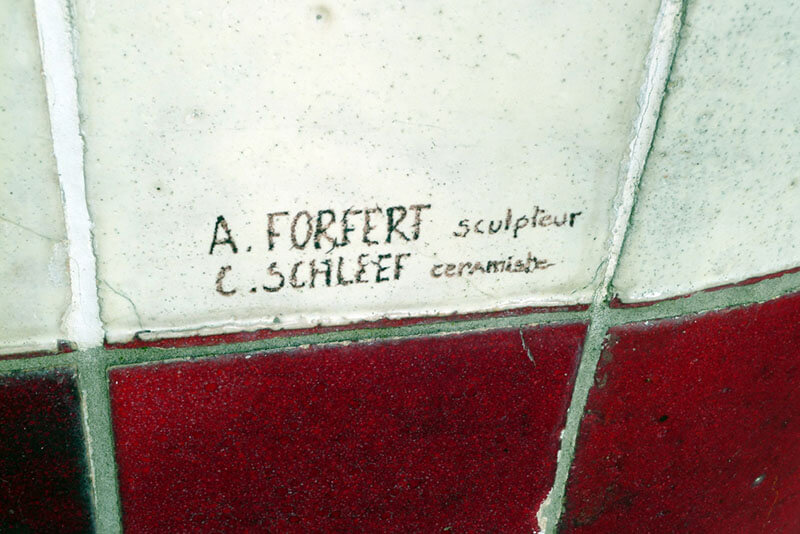 A. FORFERT sculpteur
C. SCHLEEF ceramiste